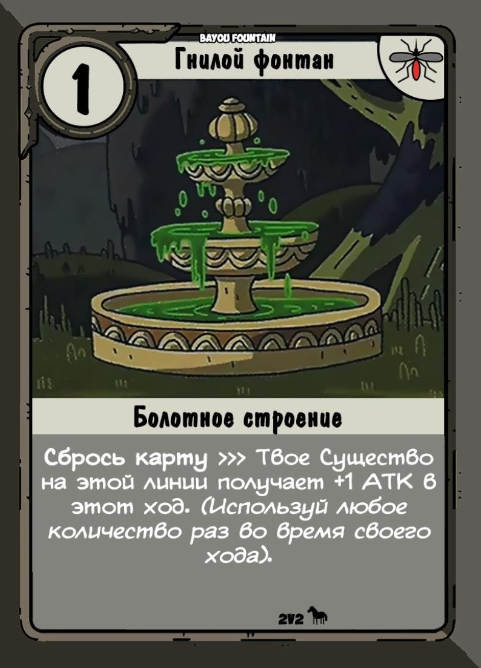 BAYOU FOUNTAIN
Гнилой фонтан
1
Болотное строение
Сбрось карту >>> Твое Существо
на этой линии получает +1 АТК в
этот ход. (Используй любое
количество раз во время своего
хода).
2V2